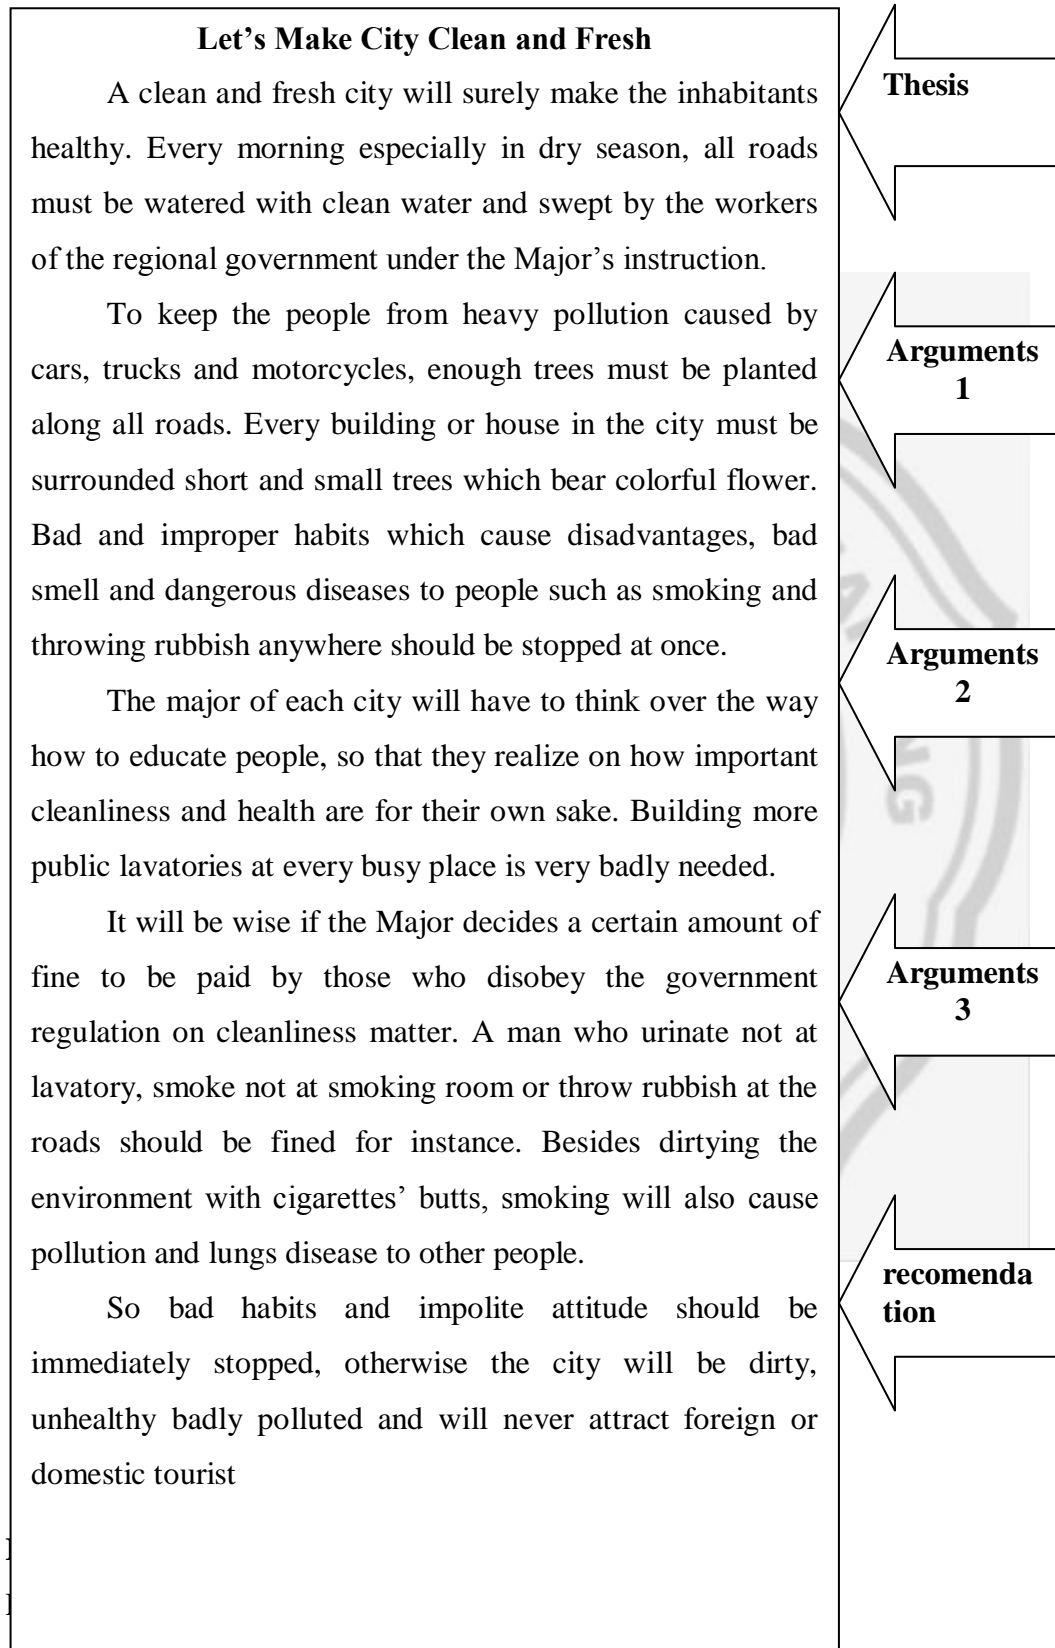 Let's Make City Clean and Fresh
A clean and fresh city will surely make the inhabitants
healthy. Every morning especially in dry season, all roads
must be watered with clean water and swept by the workers
of the regional government under the Major's instruction.
To keep the people from heavy pollution caused by
cars, trucks and motorcycles, enough trees must be planted
along all roads. Every building or house in the city must be
surrounded short and small trees which bear colorful flower.
Bad and improper habits which cause disadvantages, bad
smell and dangerous diseases to people such as smoking and
throwing rubbish anywhere should be stopped at once.
The major of each city will have to think over the way
how to educate people, so that they realize on how important
cleanliness and health are for their own sake. Building more
public lavatories at every busy place is very badly needed.
It will be wise if the Major decides a certain amount of
fine to be paid by those who disobey the government
regulation on cleanliness matter. A man who urinate not at
lavatory, smoke not at smoking room or throw rubbish at the
roads should be fined for instance. Besides dirtying the
environment with cigarettes' butts, smoking will also cause
pollution and lungs disease to other people.
So bad habits and impolite attitude should be
immediately stopped, otherwise the city will be dirty,
unhealthy badly polluted and will never attract foreign or
domestic tourist
Thesis
Arguments
1
Arguments
2
Arguments
3
recomenda
tion